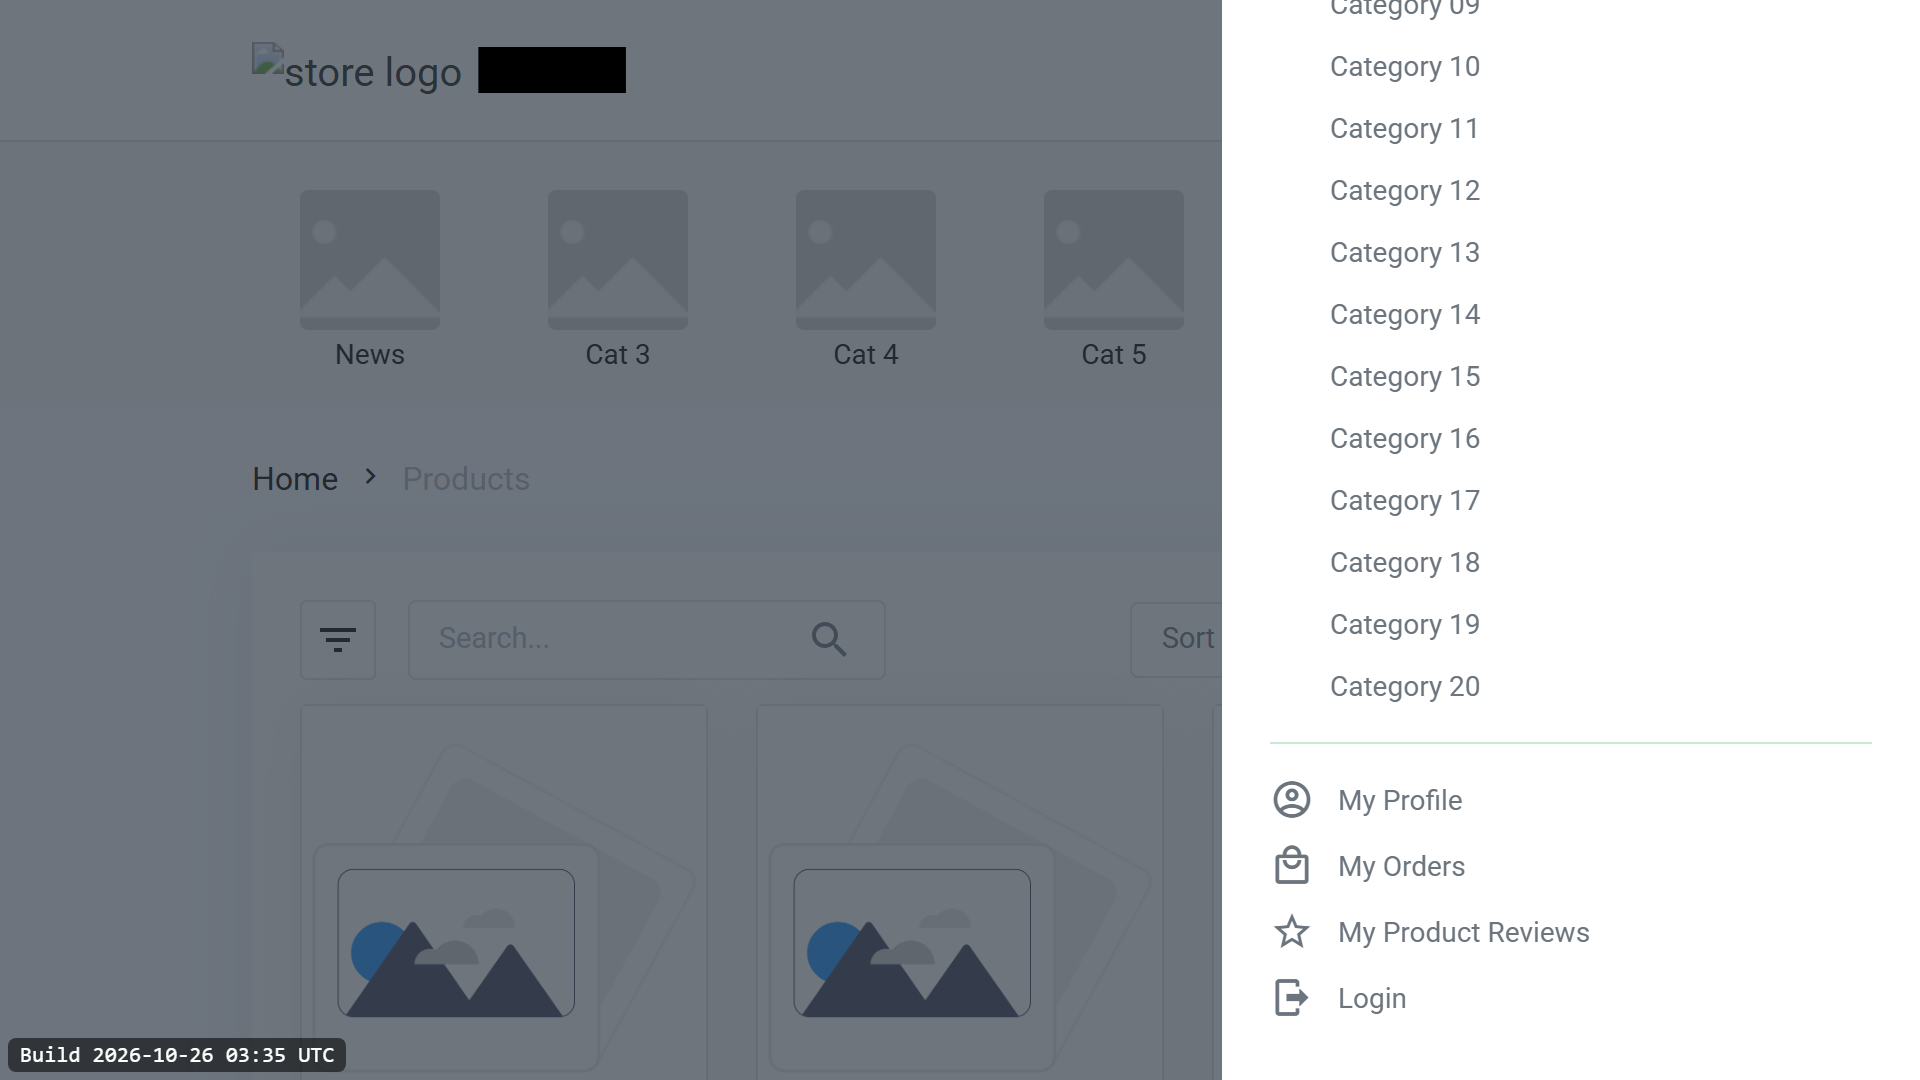 store logo
News
Cat 3
Cat 4
Cat 5
Home
Products
Search...
Sort
Category 09
Category 10
Category 11
Category 12
Category 13
Category 14
Category 15
Category 16
Category 17
Category 18
Category 19
Category 20
My Profile
My Orders
My Product Reviews
Login
Build 2026-10-26 03:35 UTC